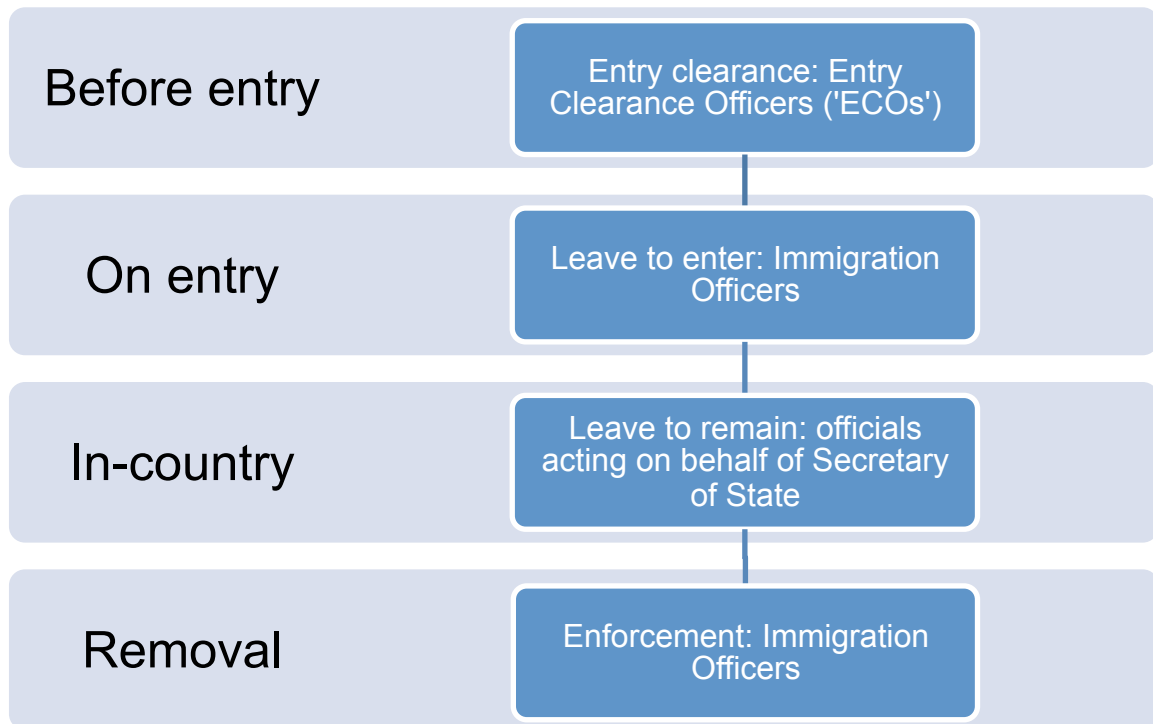 Before entry
Entry clearance: Entry
Clearance Officers ('ECOs')
On entry
Leave to enter: Immigration
Officers
In-country
Leave to remain: officials
acting on behalf of Secretary
of State
Removal
Enforcement: Immigration
Officers